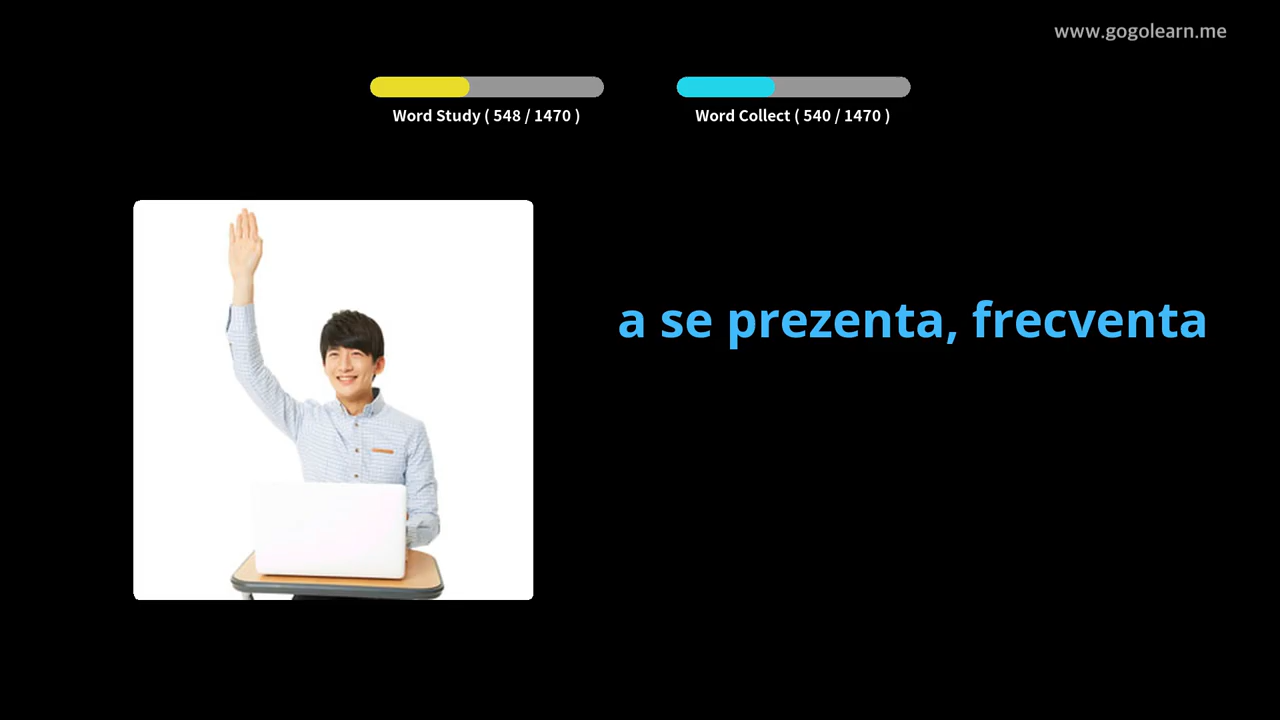 www.gogolearn.me
Word Study ( 548 / 1470 )
Word Collect ( 540 / 1470 )
a se prezenta, frecventa